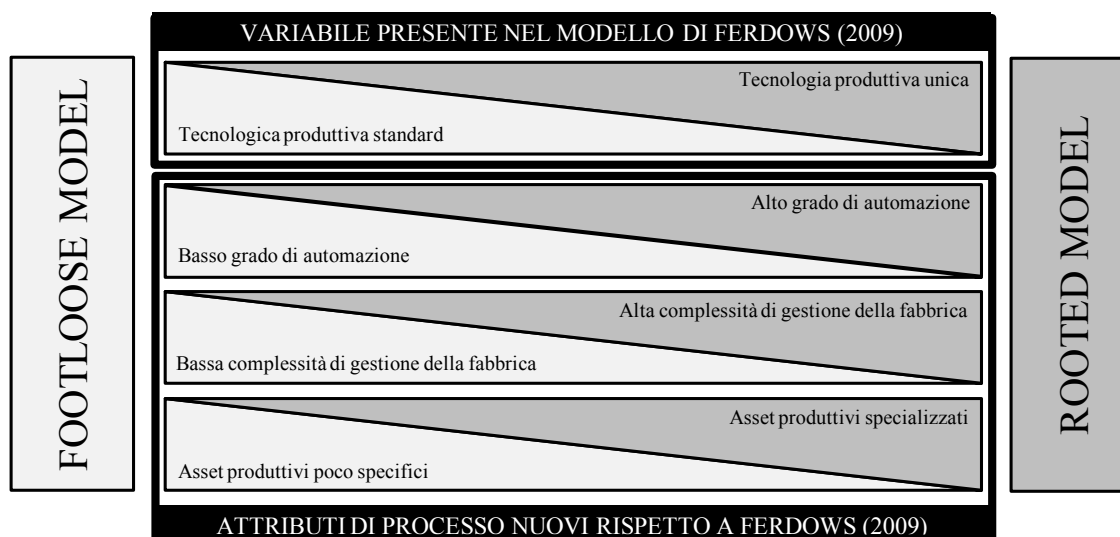 VARIABILE PRESENTE NEL MODELLO DI FERDOWS (2009)
FOOTLOOSE MODEL
Tecnologia produttiva unica
Tecnologica produttiva standard
Alto grado di automazione
Basso grado di automazione
Alta complessità di gestione della fabbrica
Bassa complessità di gestione della fabbrica
Asset produttivi specializzati
Asset produttivi poco specifici
ROOTED MODEL
ATTRIBUTI DI PROCESSO NUOVI RISPETTO A FERDOWS (2009)